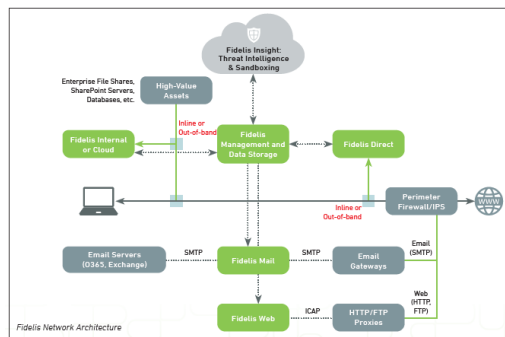 Fidelis Insight:
Threat Intelligence
& Sandboxing
Enterprise File Shares,
SharePoint Servers,
Databases, etc.
High-Value
Assets
Inline or
Out-of-band
Fidelis Internal
or Cloud
Fidelis
Management and
Data Storage
Fidelis Direct
Inline or
Out-of-band
Perimeter
Firewall/IPS
WWW
Email Servers
(O365, Exchange)
SMTP
Fidelis Mail
SMTP
Email
Gateways
Email
(SMTP)
Fidelis Web
ICAP
HTTP/FTP
Proxies
Web
(HTTP,
FTP)
Fidelis Network Architecture